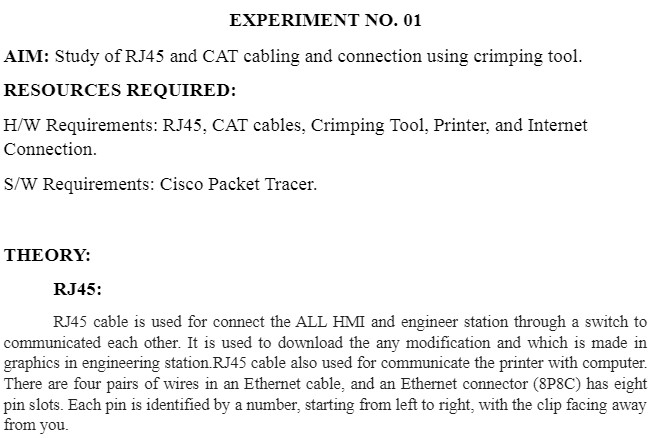 EXPERIMENT NO. 01
AIM: Study of RJ45 and CAT cabling and connection using crimping tool.
RESOURCES REQUIRED:
H/W Requirements: RJ45, CAT cables, Crimping Tool, Printer, and Internet
Connection.
S/W Requirements: Cisco Packet Tracer.
THEORY:
RJ45:
RJ45 cable is used for connect the ALL HMI and engineer station through a switch to
communicated each other. It is used to download the any modification and which is made in
graphics in engineering station.RJ45 cable also used for communicate the printer with computer.
There are four pairs of wires in an Ethernet cable, and an Ethernet connector (8P8C) has eight
pin slots. Each pin is identified by a number, starting from left to right, with the clip facing away
from you.